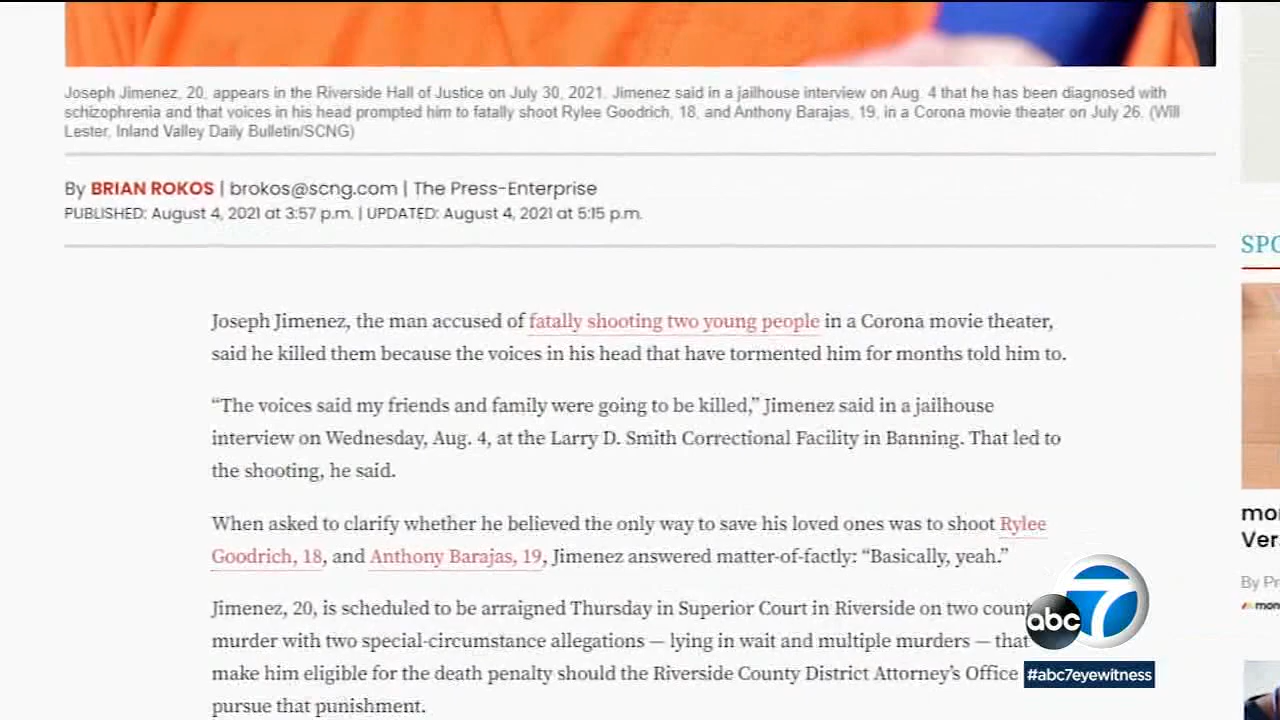 Joseph Jimenez, 20, appears in the Riverside Hall of Justice on July 30, 2021. Jimenez said in a jailhouse interview on Aug. 4 that he has been diagnosed with
schizophrenia and that voices in his head prompted him to fatally shoot Rylee Goodrich, 18, and Anthony Barajas, 19, in a Corona movie theater on July 26. (Will
Lester, Inland Valley Daily Bulletin/SCNG)
By BRIAN ROKOS | brokos@scng.com | The Press-Enterprise
PUBLISHED: August 4, 2021 at 3:57 p.m. | UPDATED: August 4, 2021 at 5:15 p.m.
Joseph Jimenez, the man accused of fatally shooting two young people in a Corona movie theater,
said he killed them because the voices in his head that have tormented him for months told him to.
“The voices said my friends and family were going to be killed,” Jimenez said in a jailhouse
interview on Wednesday, Aug. 4, at the Larry D. Smith Correctional Facility in Banning. That led to
the shooting, he said.
When asked to clarify whether he believed the only way to save his loved ones was to shoot Rylee
Goodrich, 18, and Anthony Barajas, 19, Jimenez answered matter-of-factly: “Basically, yeah.”
Jimenez, 20, is scheduled to be arraigned Thursday in Superior Court in Riverside on two count
murder with two special-circumstance allegations — lying in wait and multiple murders — that
make him eligible for the death penalty should the Riverside County District Attorney’s Office
pursue that punishment.
SPO
mor
Ver
By Pr
mon
abc 7
#abc7eyewitness